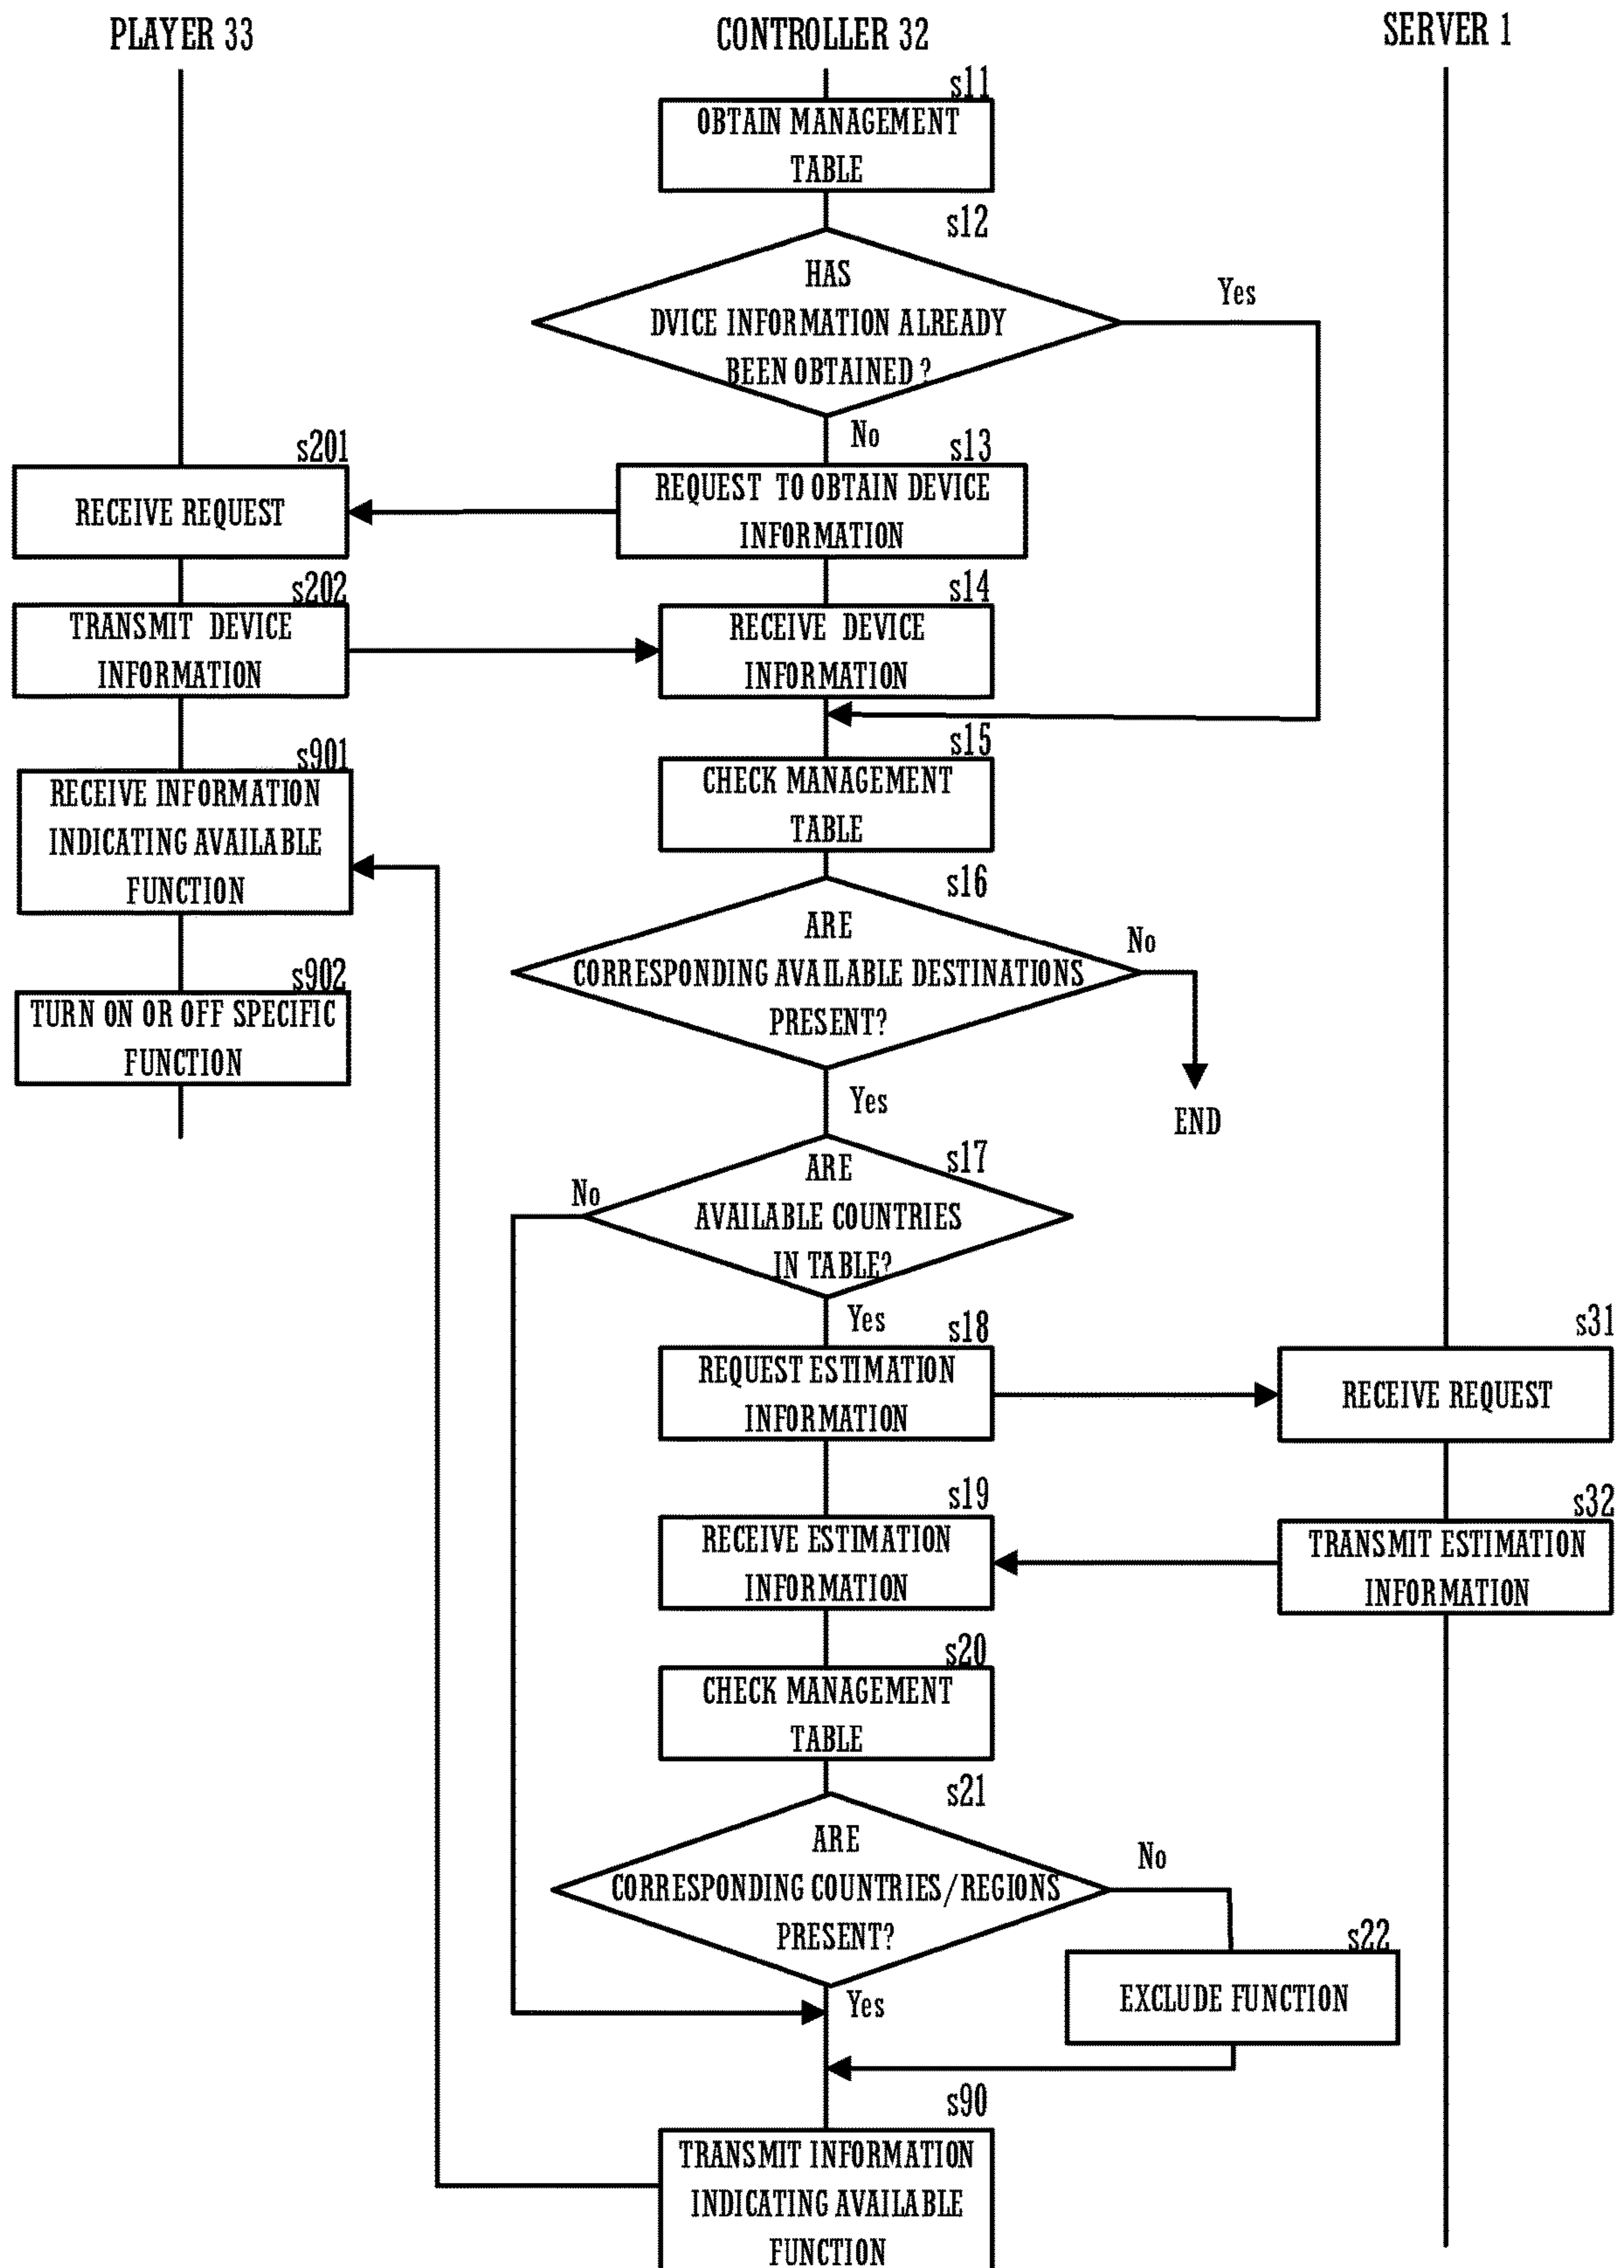 PLAYER 33
CONTROLLER 32
SERVER 1
s11
OBTAIN MANAGEMENT
TABLE
s12
HAS
DVICE INFORMATION ALREADY
BEEN OBTAINED ?
Yes
No
s201
RECEIVE REQUEST
s13
REQUEST TO OBTAIN DEVICE
INFORMATION
s202
TRANSMIT DEVICE
INFORMATION
s14
RECEIVE DEVICE
INFORMATION
s901
RECEIVE INFORMATION
INDICATING AVAILABLE
FUNCTION
s15
CHECK MANAGEMENT
TABLE
s902
TURN ON OR OFF SPECIFIC
FUNCTION
s16
ARE
CORRESPONDING AVAILABLE DESTINATIONS
PRESENT?
No
END
Yes
s17
ARE
AVAILABLE COUNTRIES
IN TABLE?
No
Yes
s18
REQUEST ESTIMATION
INFORMATION
s31
RECEIVE REQUEST
s19
RECEIVE ESTIMATION
INFORMATION
s32
TRANSMIT ESTIMATION
INFORMATION
s20
CHECK MANAGEMENT
TABLE
s21
ARE
CORRESPONDING COUNTRIES/REGIONS
PRESENT?
No
Yes
s22
EXCLUDE FUNCTION
s90
TRANSMIT INFORMATION
INDICATING AVAILABLE
FUNCTION